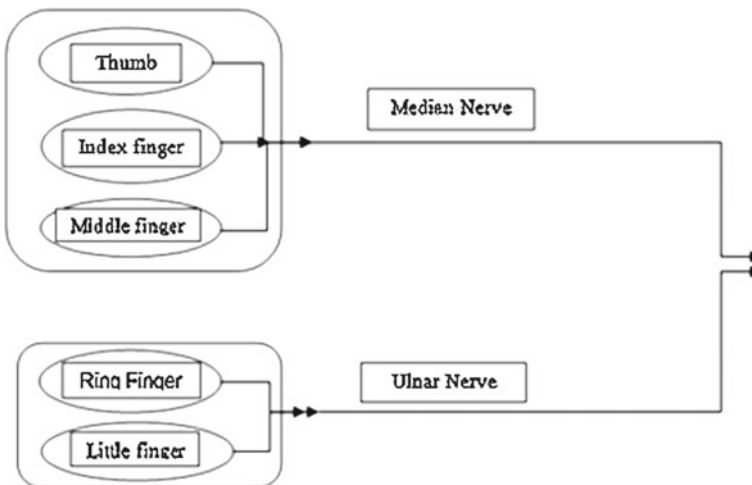 Thumb
Index finger
Middle finger
Median Nerve
Ring Finger
Little finger
Ulnar Nerve